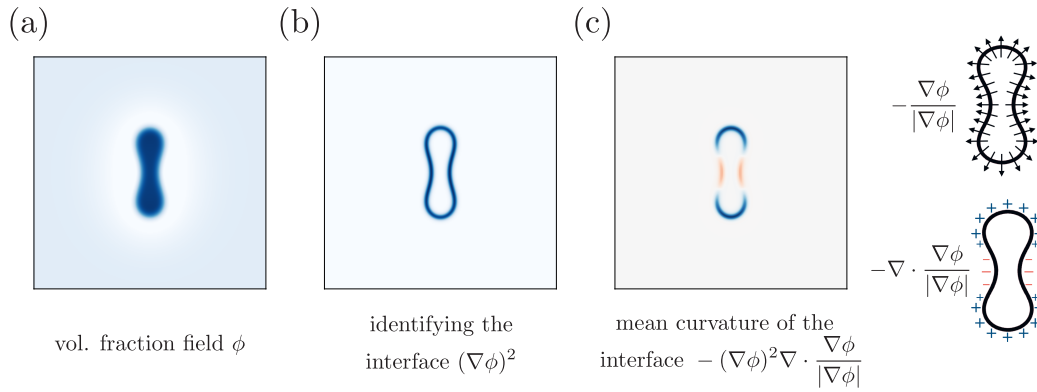 (a)
(b)
(c)
vol. fraction field ϕ
identifying the
interface (∇ϕ)²
mean curvature of the
interface − (∇ϕ)²∇ · ∇ϕ/|∇ϕ|
−∇ϕ/|∇ϕ|
−∇ · ∇ϕ/|∇ϕ|